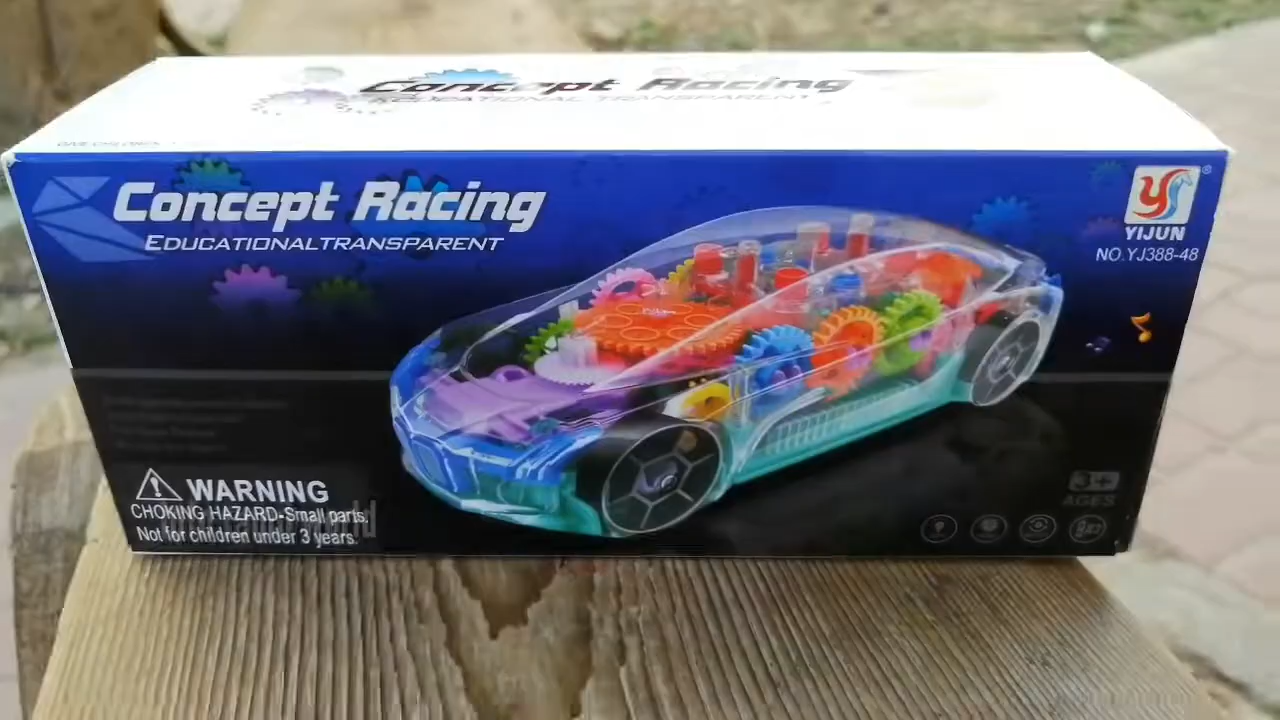 Concept Racing
EDUCATIONAL TRANSPARENT
Concept Racing
EDUCATIONALTRANSPARENT
YS
®
YIJUN
NO.YJ388-48
WARNING
CHOKING HAZARD-Small parts.
Not for children under 3 years.
3+
AGES